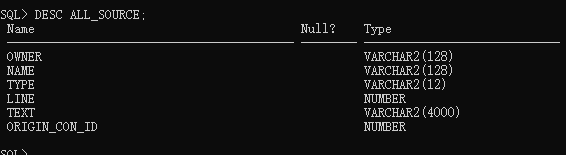 SQL> DESC ALL_SOURCE;
Name Null? Type
OWNER VARCHAR2(128)
NAME VARCHAR2(128)
TYPE VARCHAR2(12)
LINE NUMBER
TEXT VARCHAR2(4000)
ORIGIN_CON_ID NUMBER
SQL>